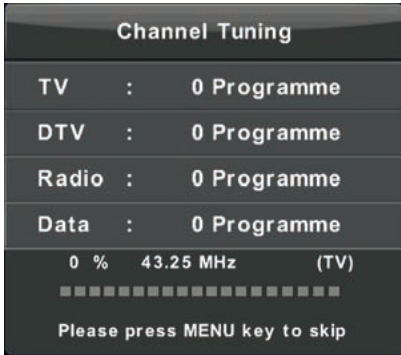 Channel Tuning
TV : 0 Programme
DTV : 0 Programme
Radio : 0 Programme
Data : 0 Programme
0 % 43.25 MHz (TV)
Please press MENU key to skip